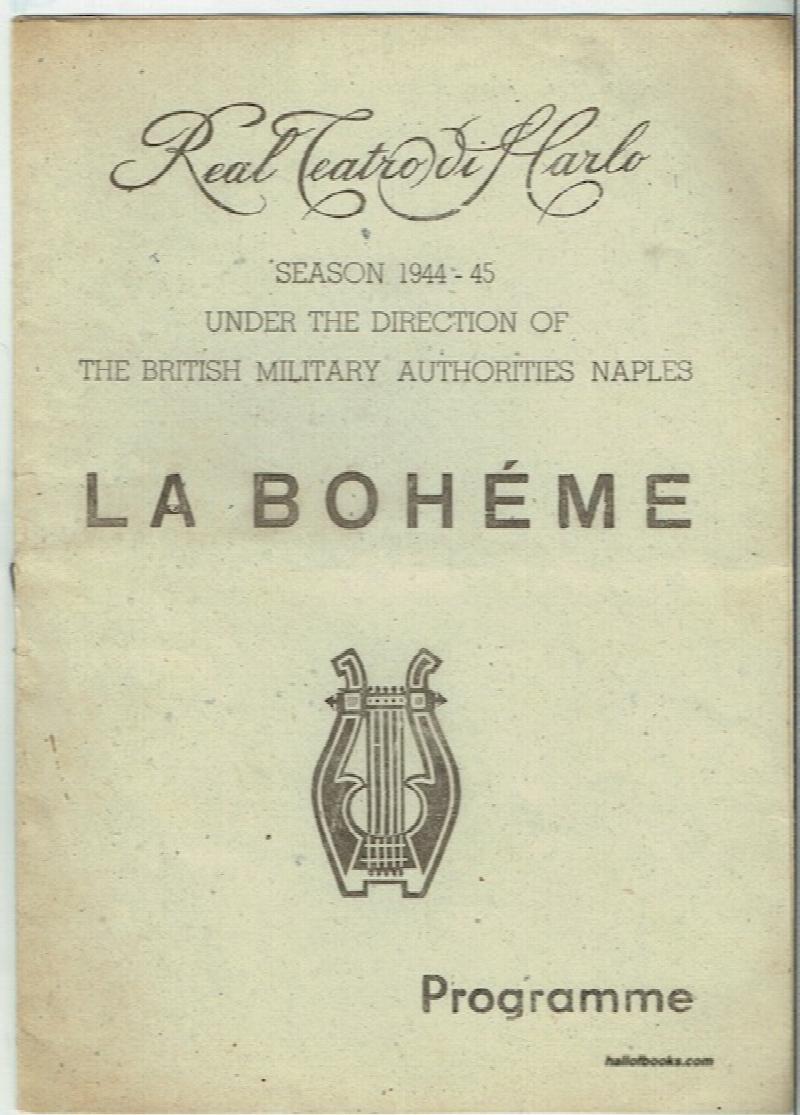 Real Teatro di S. Carlo
SEASON 1944 - 45
UNDER THE DIRECTION OF
THE BRITISH MILITARY AUTHORITIES NAPLES
LA BOHÉME
Programme
hallofbooks.com